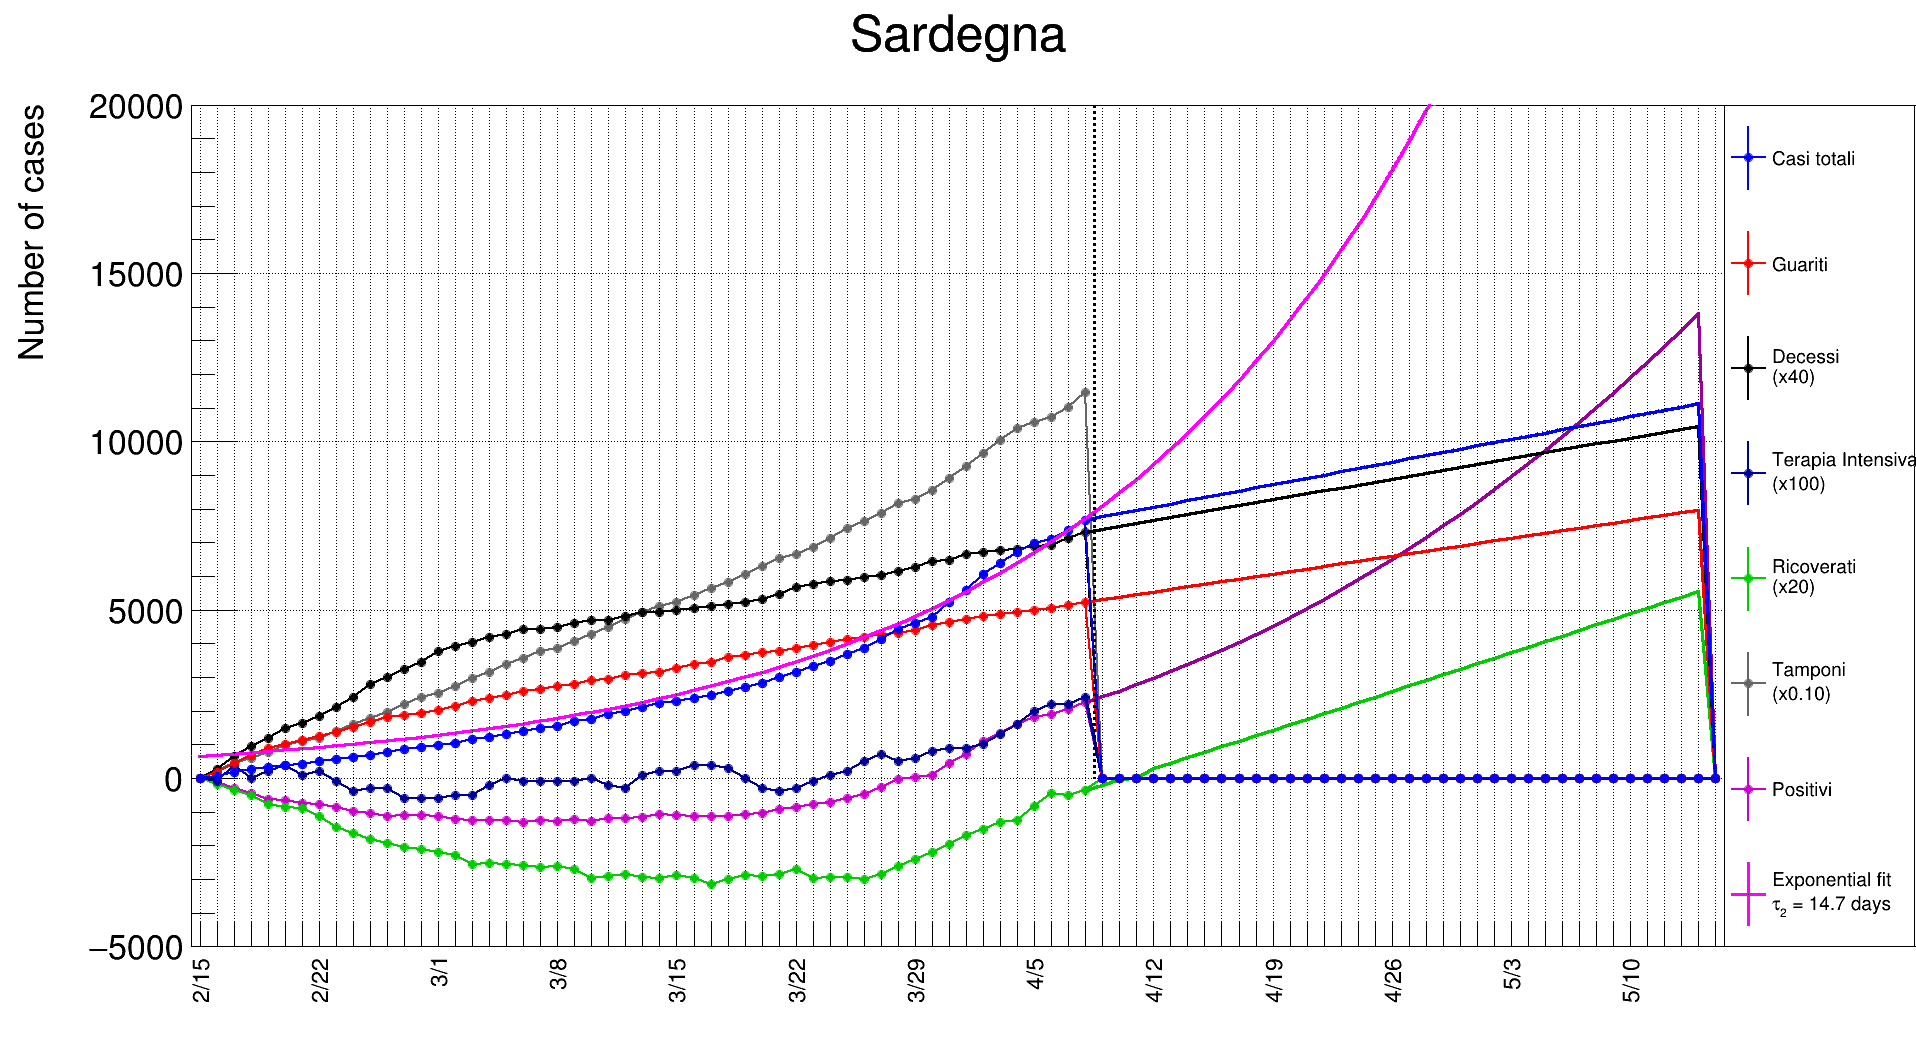 Sardegna
Number of cases
20000
15000
10000
5000
0
−5000
2/15
2/22
3/1
3/8
3/15
3/22
3/29
4/5
4/12
4/19
4/26
5/3
5/10
Casi totali
Guariti
Decessi
(x40)
Terapia Intensiva
(x100)
Ricoverati
(x20)
Tamponi
(x0.10)
Positivi
Exponential fit
τ2 = 14.7 days